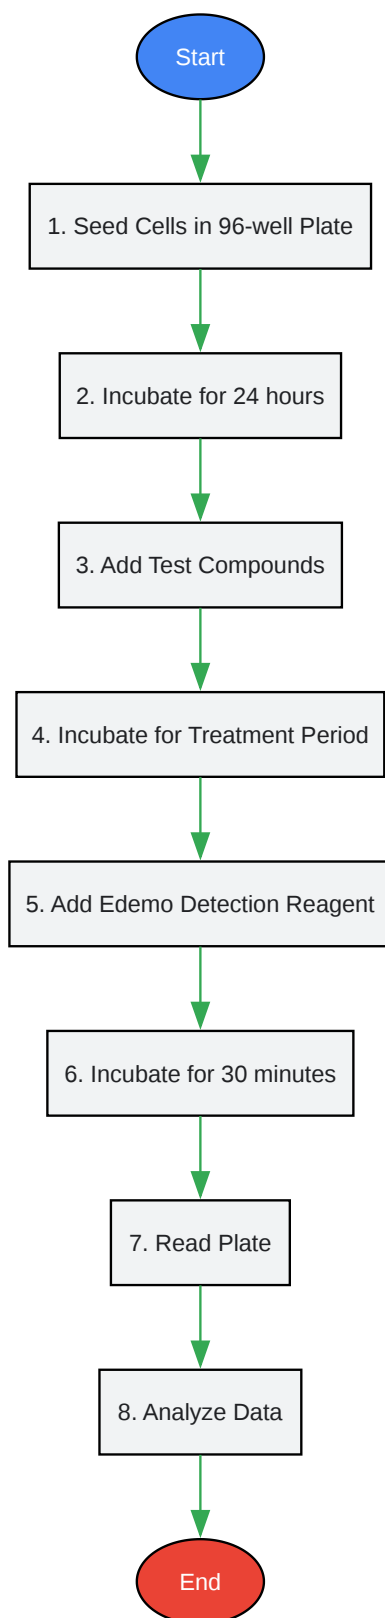 Start
1. Seed Cells in 96-well Plate
2. Incubate for 24 hours
3. Add Test Compounds
4. Incubate for Treatment Period
5. Add Edemo Detection Reagent
6. Incubate for 30 minutes
7. Read Plate
8. Analyze Data
End